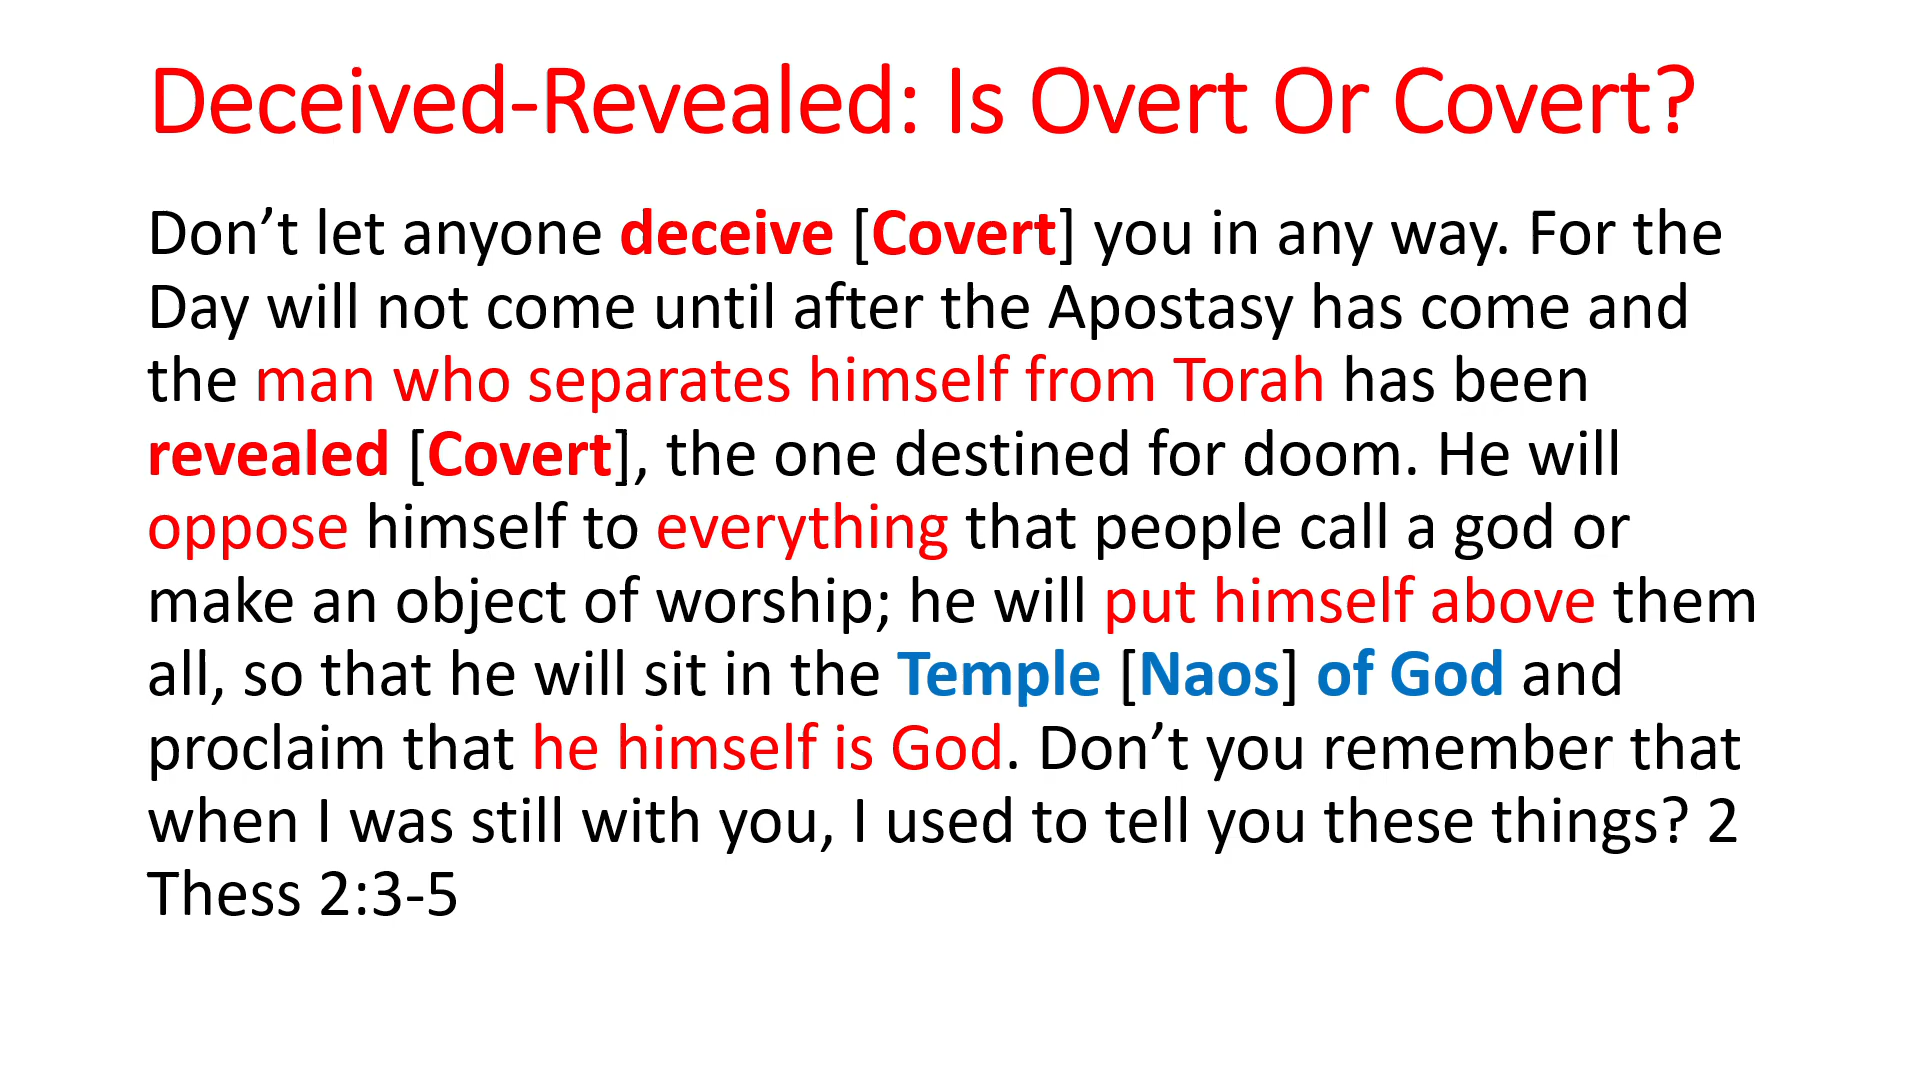 Deceived-Revealed: Is Overt Or Covert?
Don’t let anyone deceive [Covert] you in any way. For the
Day will not come until after the Apostasy has come and
the man who separates himself from Torah has been
revealed [Covert], the one destined for doom. He will
oppose himself to everything that people call a god or
make an object of worship; he will put himself above them
all, so that he will sit in the Temple [Naos] of God and
proclaim that he himself is God. Don’t you remember that
when I was still with you, I used to tell you these things? 2
Thess 2:3-5